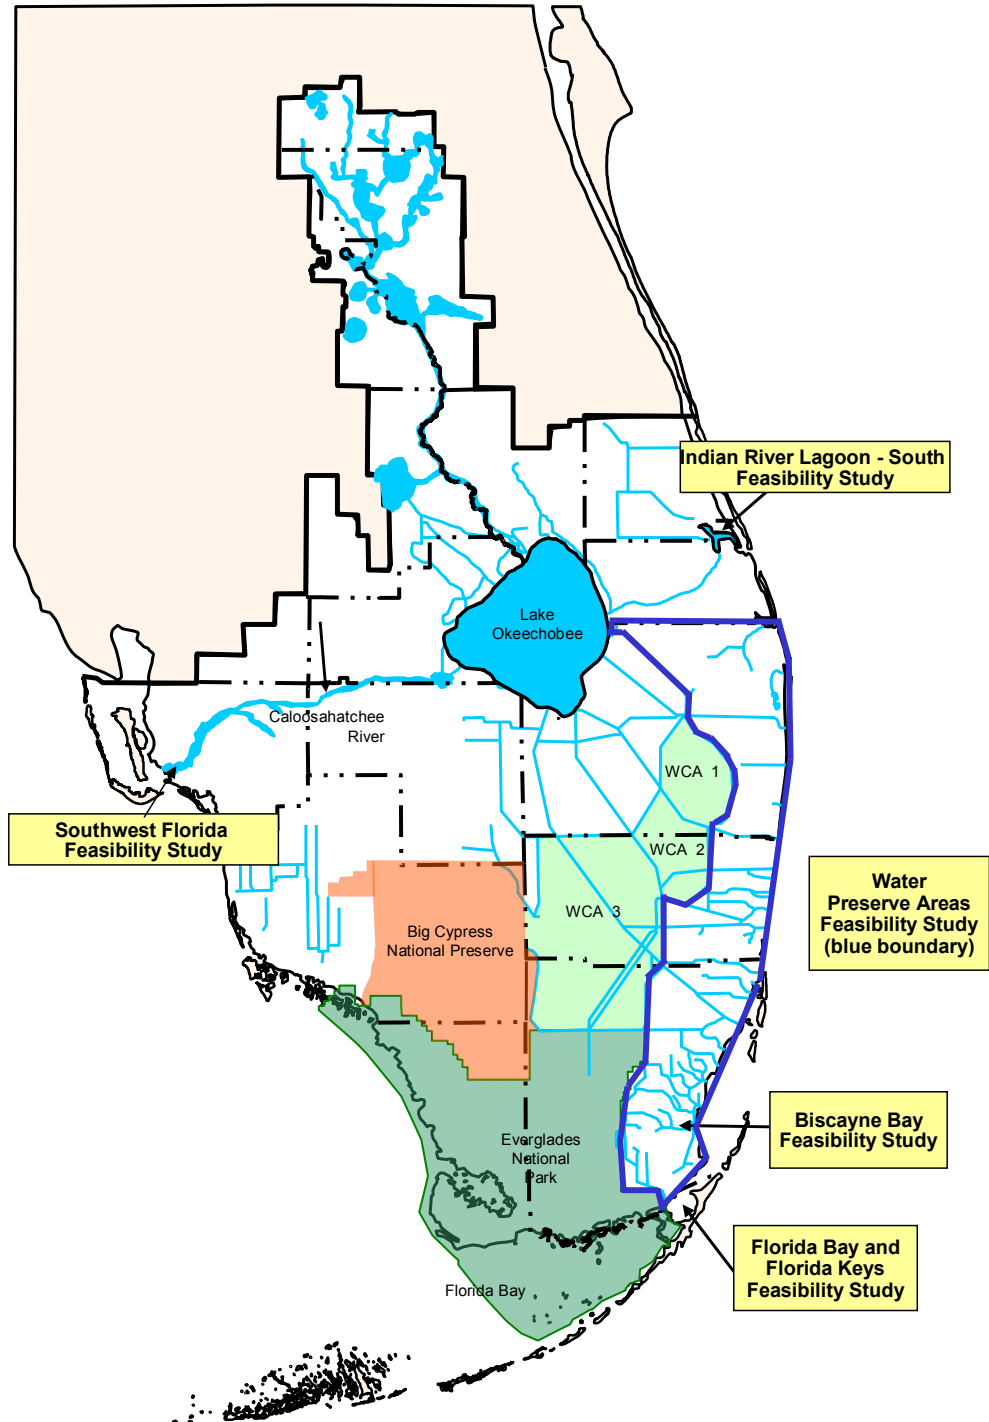 Indian River Lagoon - South
Feasibility Study
Lake
Okeechobee
Caloosahatchee
River
WCA 1
Southwest Florida
Feasibility Study
WCA 2
Water
Preserve Areas
Feasibility Study
(blue boundary)
WCA 3
Big Cypress
National Preserve
Biscayne Bay
Feasibility Study
Everglades
National
Park
Florida Bay and
Florida Keys
Feasibility Study
Florida Bay